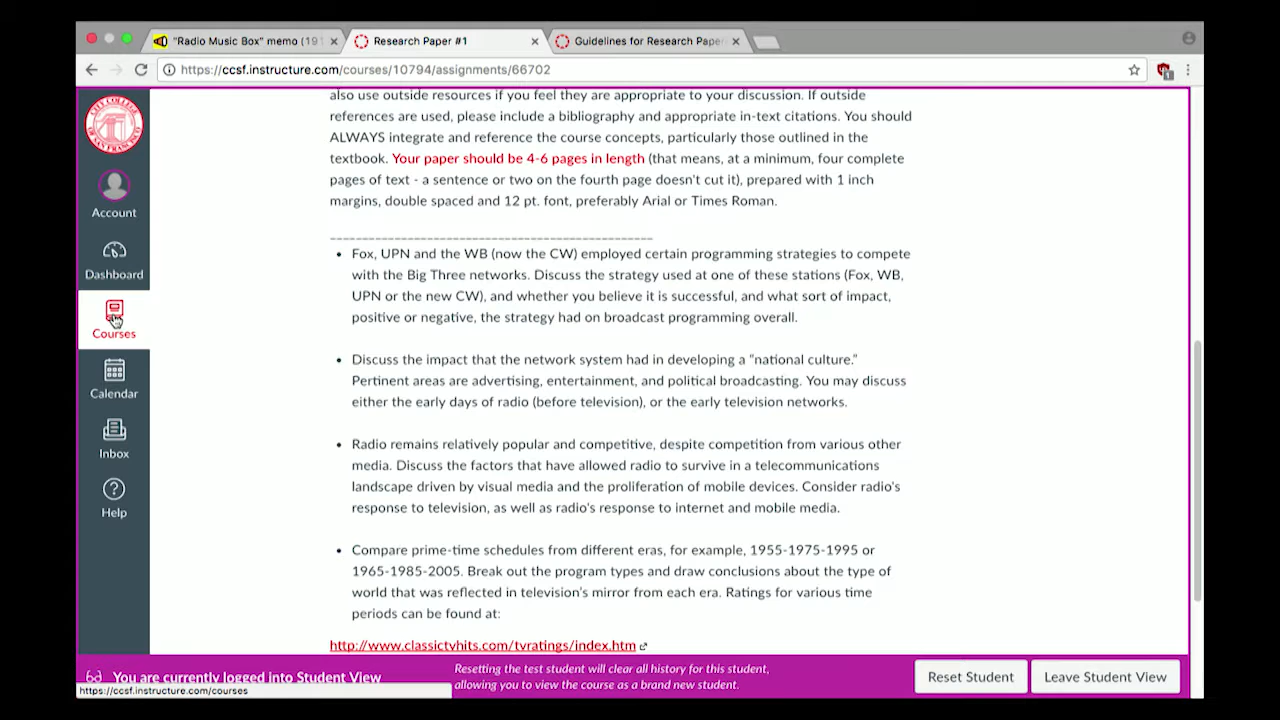 "Radio Music Box" memo (191
Research Paper #1
Guidelines for Research Paper
https://ccsf.instructure.com/courses/10794/assignments/66702
CITY COLLEGE
OF SAN FRANCISCO
Account
Dashboard
Courses
Calendar
Inbox
Help
also use outside resources if you feel they are appropriate to your discussion. If outside
references are used, please include a bibliography and appropriate in-text citations. You should
ALWAYS integrate and reference the course concepts, particularly those outlined in the
textbook. Your paper should be 4-6 pages in length (that means, at a minimum, four complete
pages of text - a sentence or two on the fourth page doesn't cut it), prepared with 1 inch
margins, double spaced and 12 pt. font, preferably Arial or Times Roman.
• Fox, UPN and the WB (now the CW) employed certain programming strategies to compete
with the Big Three networks. Discuss the strategy used at one of these stations (Fox, WB,
UPN or the new CW), and whether you believe it is successful, and what sort of impact,
positive or negative, the strategy had on broadcast programming overall.
• Discuss the impact that the network system had in developing a "national culture."
Pertinent areas are advertising, entertainment, and political broadcasting. You may discuss
either the early days of radio (before television), or the early television networks.
• Radio remains relatively popular and competitive, despite competition from various other
media. Discuss the factors that have allowed radio to survive in a telecommunications
landscape driven by visual media and the proliferation of mobile devices. Consider radio's
response to television, as well as radio's response to internet and mobile media.
• Compare prime-time schedules from different eras, for example, 1955-1975-1995 or
1965-1985-2005. Break out the program types and draw conclusions about the type of
world that was reflected in television's mirror from each era. Ratings for various time
periods can be found at:
http://www.classictvhits.com/tvratings/index.htm
You are currently logged into Student View
Resetting the test student will clear all history for this student,
allowing you to view the course as a brand new student.
Reset Student
Leave Student View
https://ccsf.instructure.com/courses